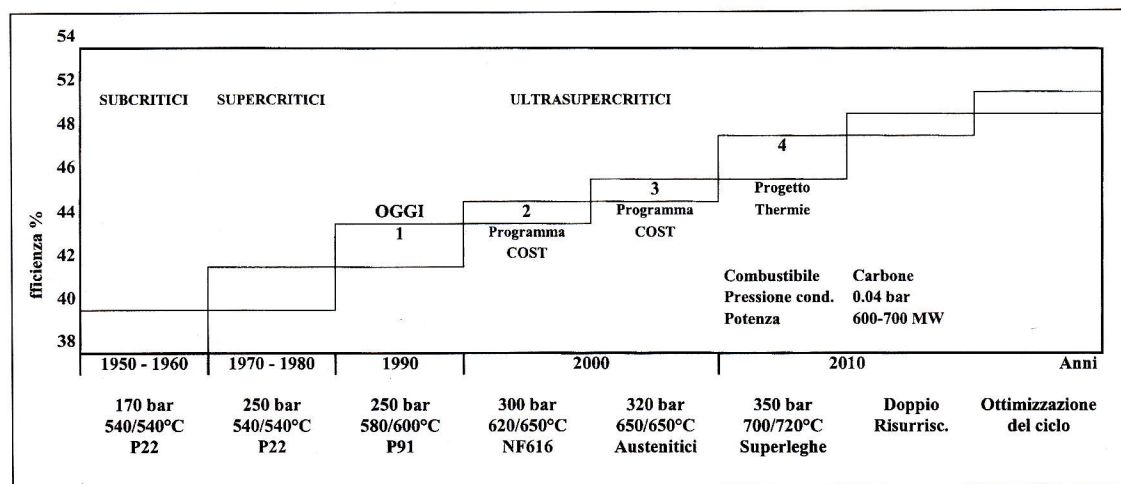 54
52
48
46
44
42
40
38
fficienza %
SUBCRITICI SUPERCRITICI ULTRASUPERCRITICI
OGGI
1
2
Programma
COST
3
Programma
COST
4
Progetto
Thermie
Combustibile Carbone
Pressione cond. 0.04 bar
Potenza 600-700 MW
1950 - 1960 1970 - 1980 1990 2000 2010 Anni
170 bar
540/540°C
P22
250 bar
540/540°C
P22
250 bar
580/600°C
P91
300 bar
620/650°C
NF616
320 bar
650/650°C
Austenitici
350 bar
700/720°C
Superleghe
Doppio
Risurrisc.
Ottimizzazione
del ciclo